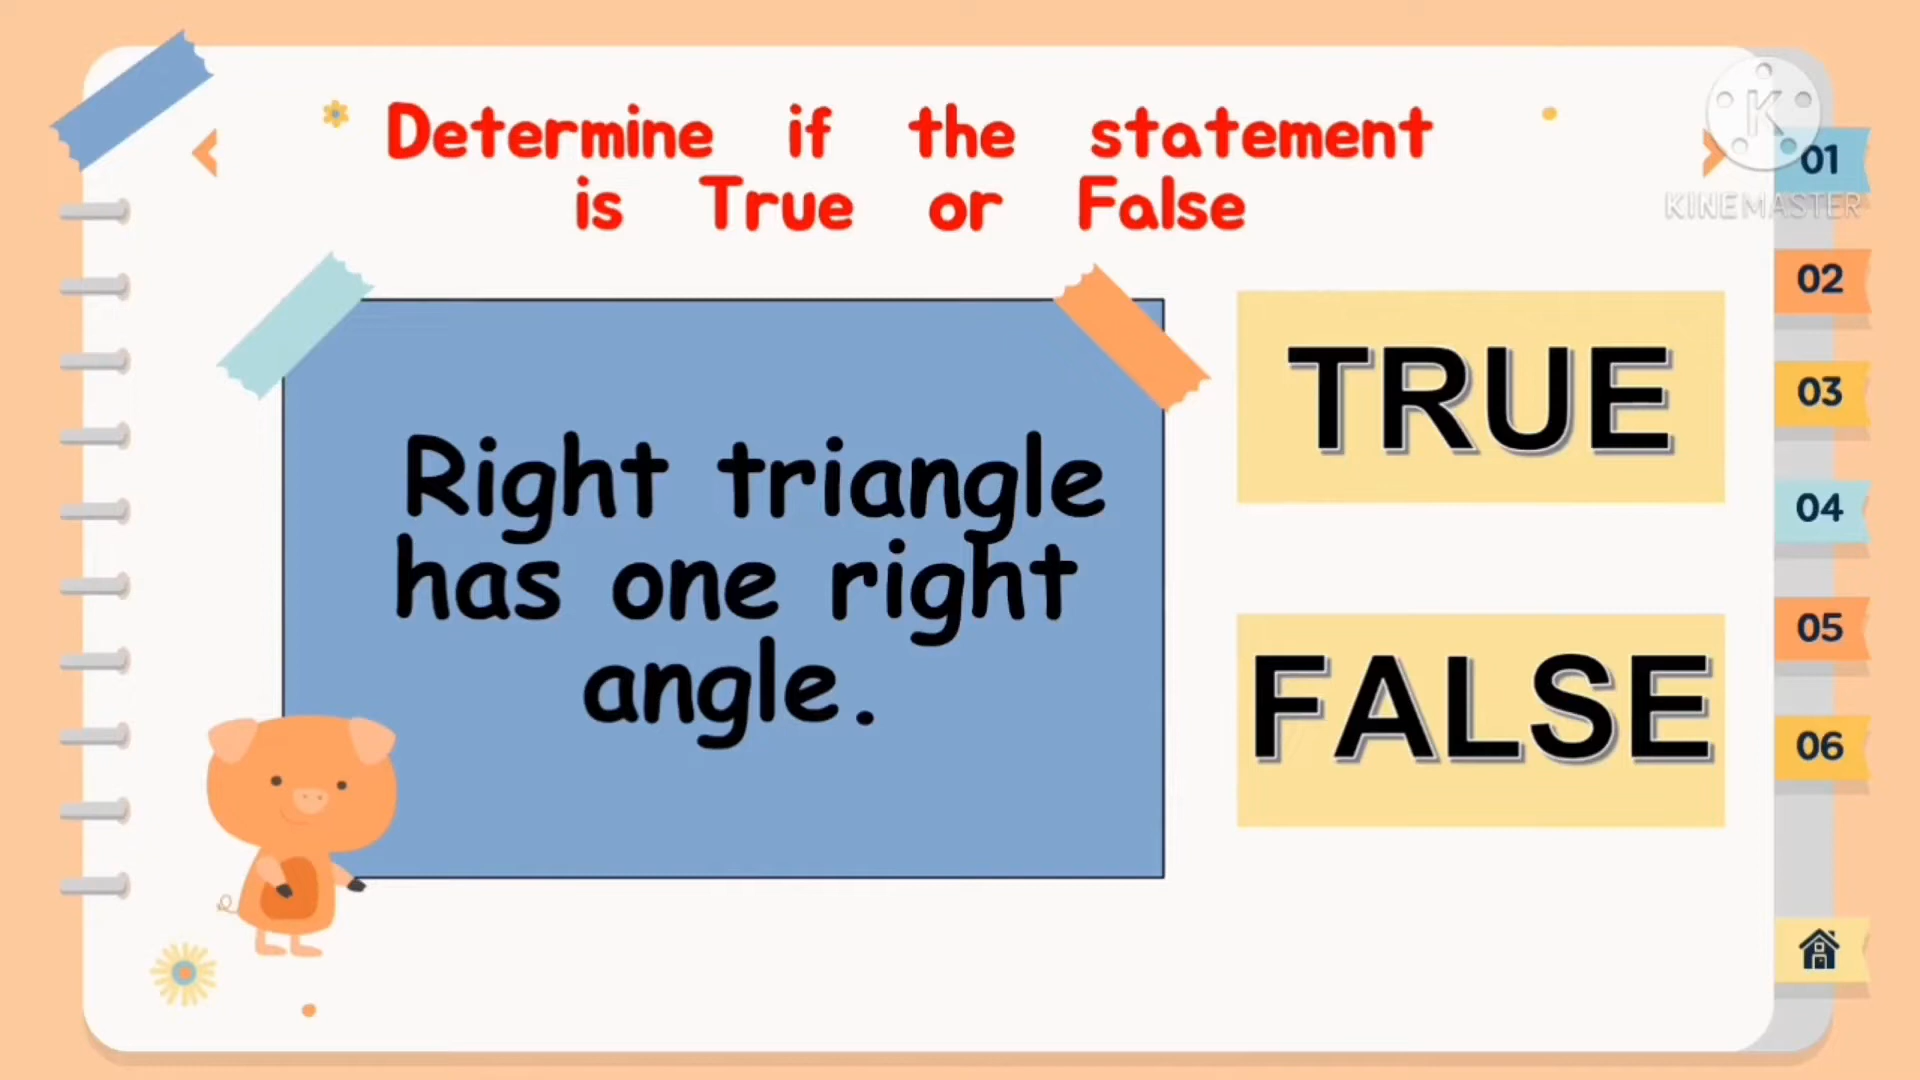 Determine if the statement
is True or False
K
KINEMASTER
Right triangle
has one right
angle.
TRUE
FALSE
01
02
03
04
05
06